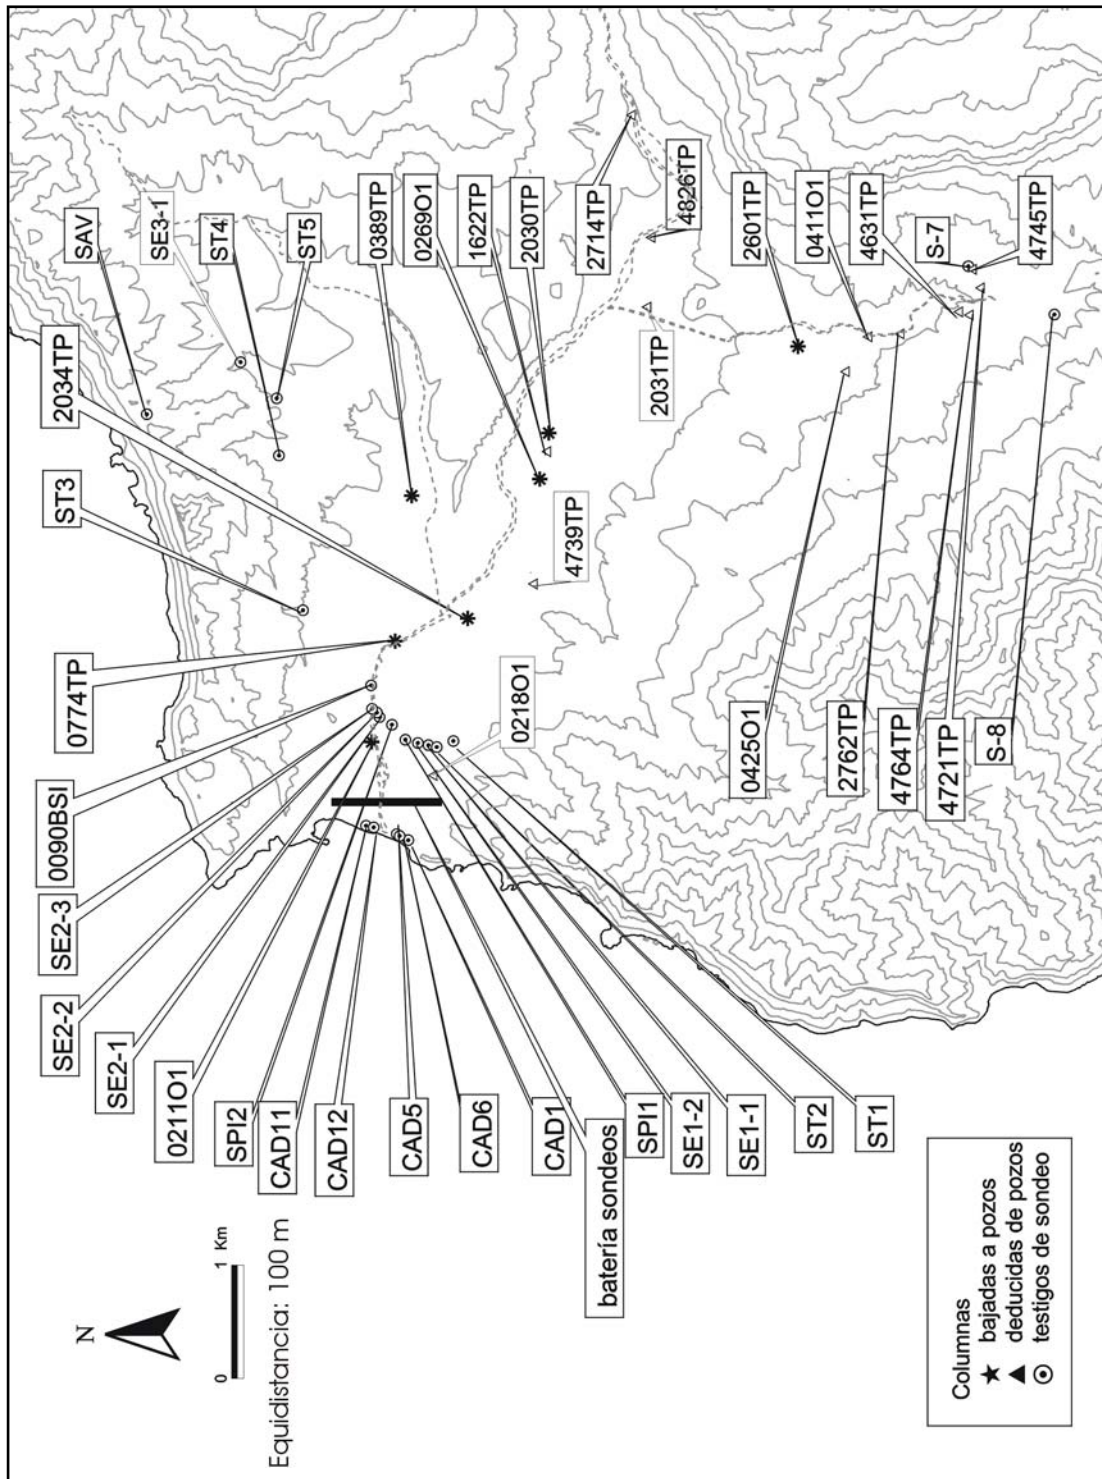 SAV
SE3-1
ST4
ST5
0389TP
0269O1
1622TP
2030TP
2714TP
4826TP
2601TP
0411O1
4631TP
S-7
4745TP
2034TP
ST3
2031TP
4739TP
0774TP
0218O1
0425O1
2762TP
4764TP
4721TP
S-8
0090BSI
SE2-3
SE2-2
SE2-1
0211O1
SPI2
CAD11
CAD12
CAD5
CAD6
CAD1
batería sondeos
SPI1
SE1-2
SE1-1
ST2
ST1
N
0 1 Km
Equidistancia: 100 m
Columnas
bajadas a pozos
deducidas de pozos
testigos de sondeo